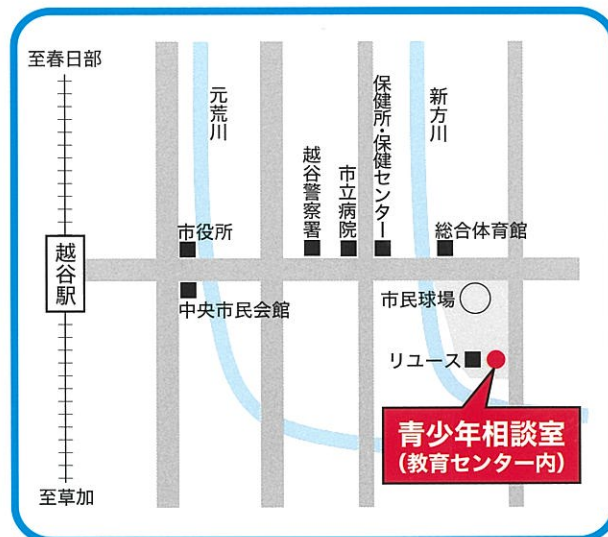 至春日部
元荒川
新方川
保健所・保健センター
越谷警察署
市立病院
市役所
総合体育館
越谷駅
中央市民会館
市民球場
リユース
青少年相談室
(教育センター内)
至草加